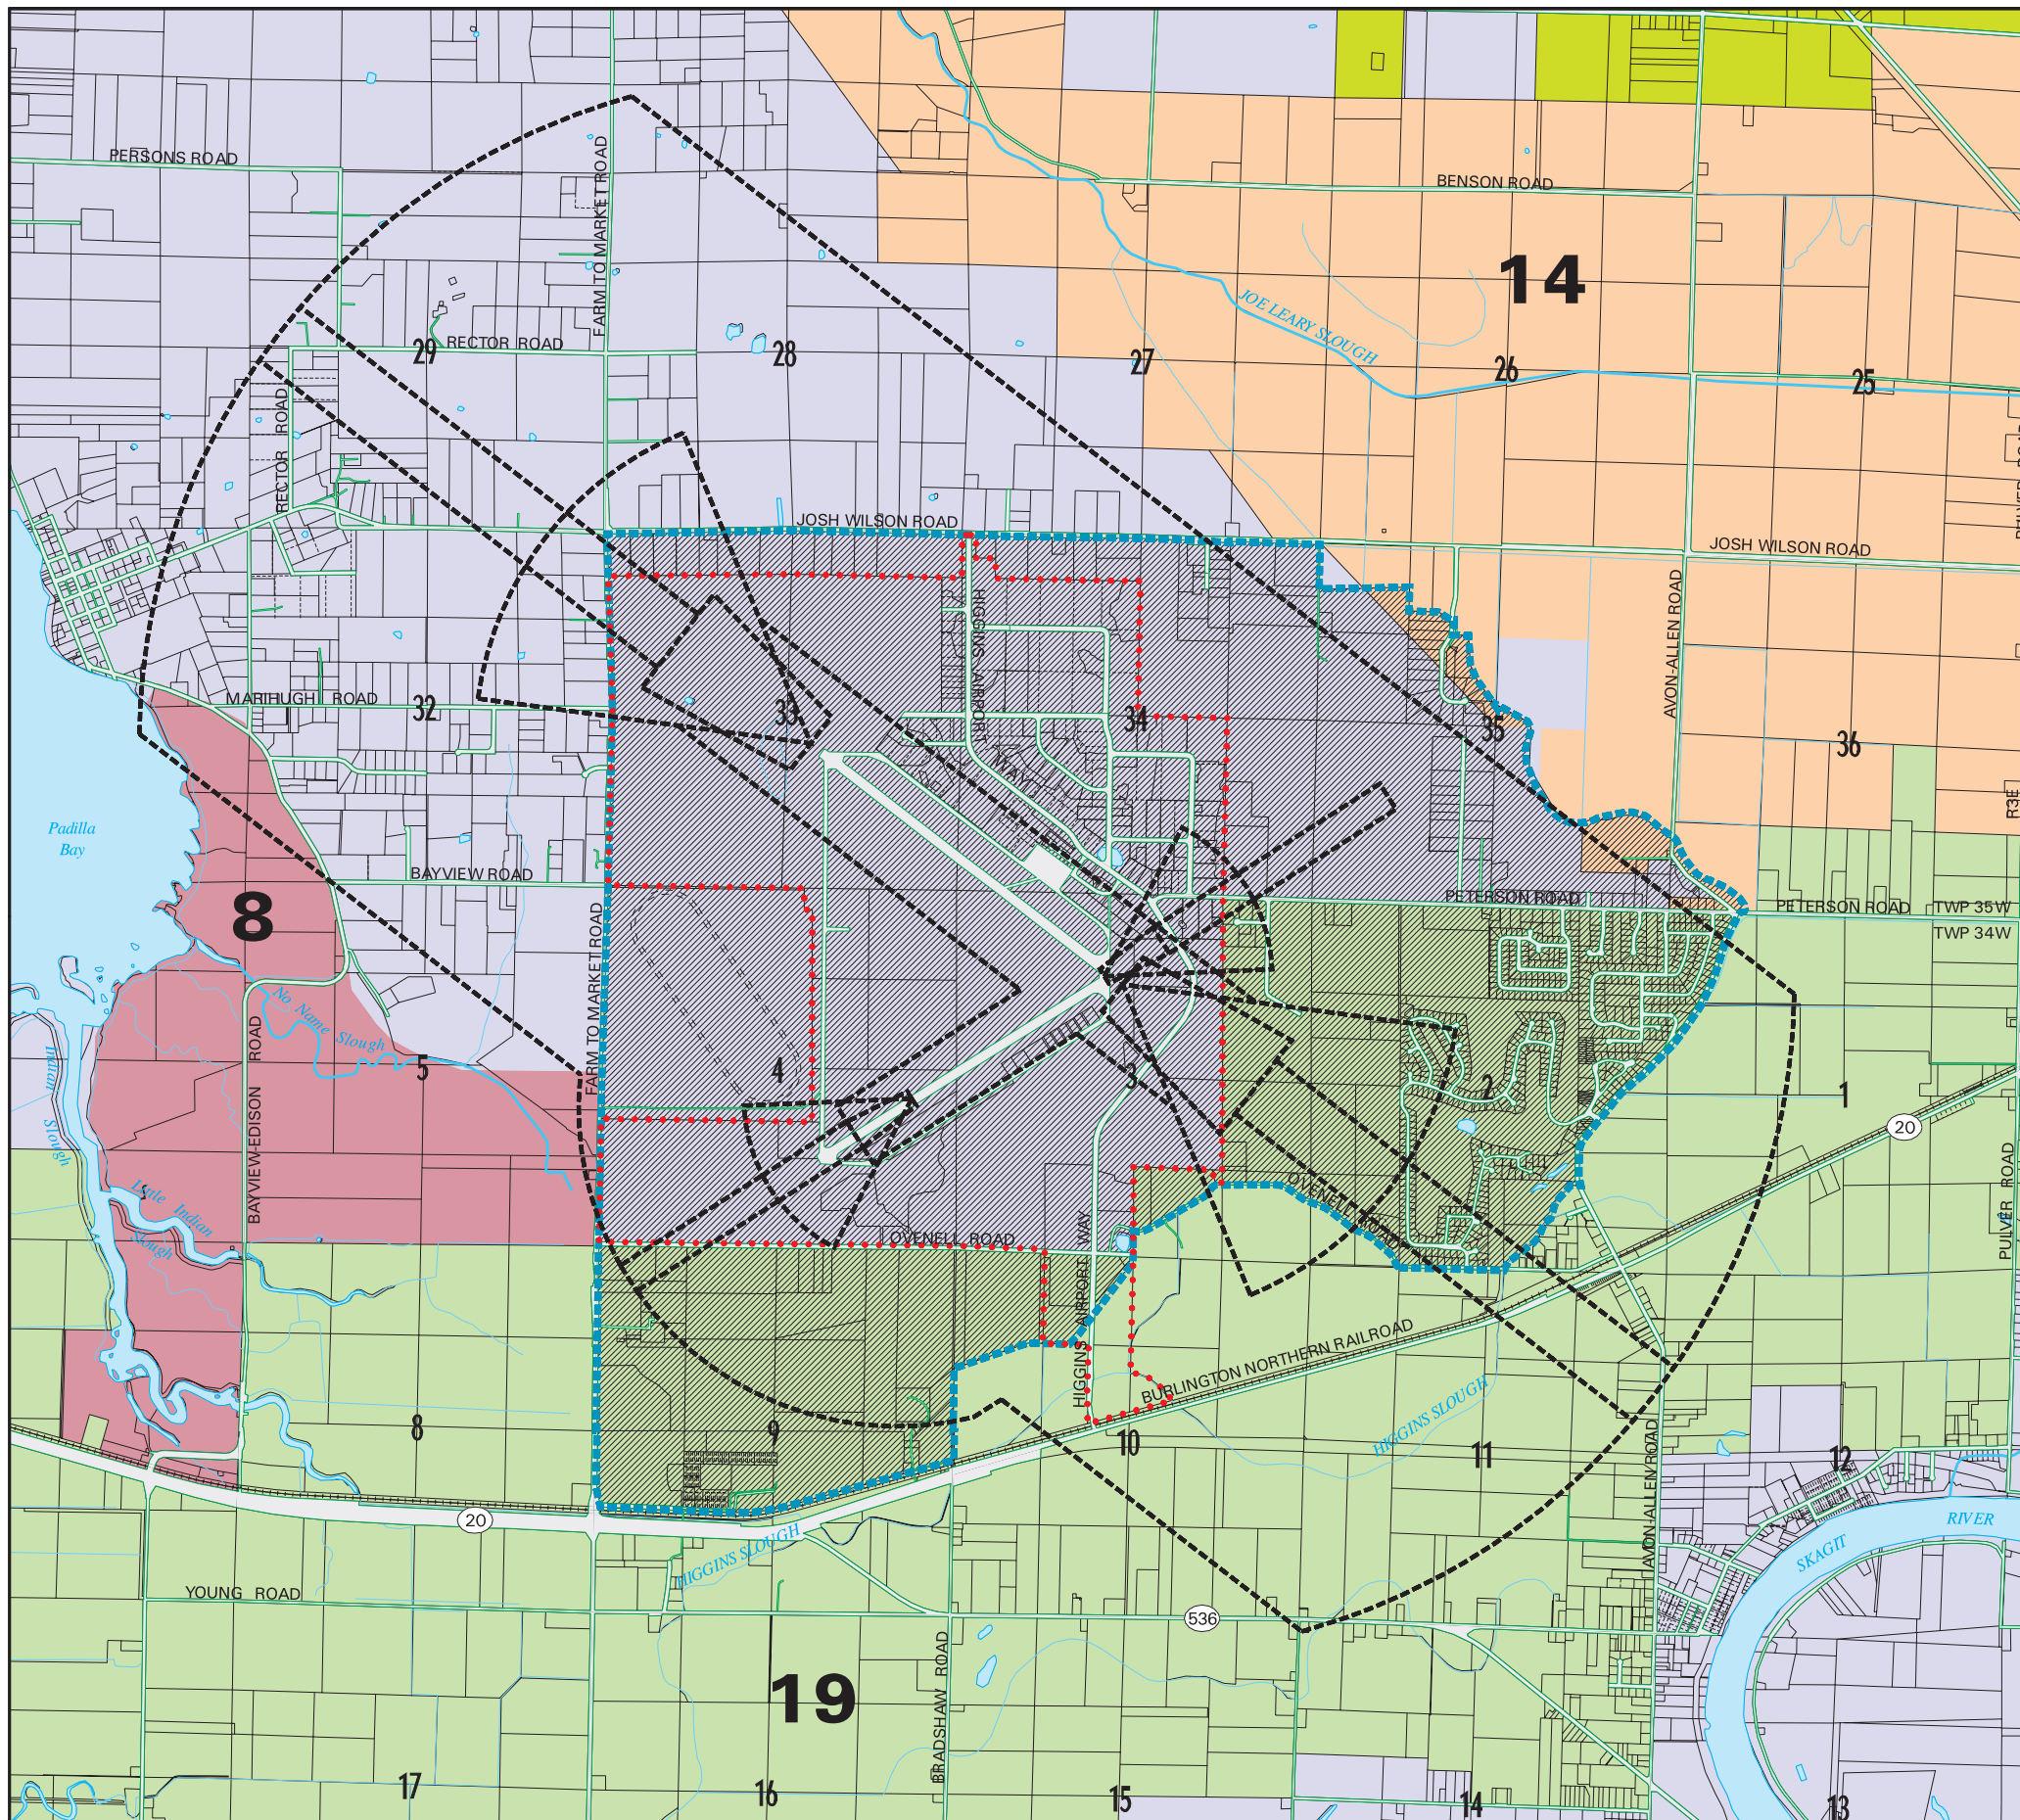 PERSONS ROAD
FARM TO MARKET ROAD
BENSON ROAD
14
JOE LEARY SLOUGH
29
RECTOR ROAD
28
27
26
25
RECTOR ROAD
JOSH WILSON ROAD
JOSH WILSON ROAD
AVON-ALLEN ROAD
HIGGINS AIRPORT
WAY
MARIHUGH ROAD
32
33
34
35
36
R3E
Padilla
Bay
BAYVIEW ROAD
8
PETERSON ROAD
PETERSON ROAD
TWP 35W
TWP 34W
FARM TO MARKET ROAD
No Name Slough
Indian
Slough
BAYVIEW-EDISON ROAD
5
4
3
2
1
20
PULVER ROAD
Little Indian
Slough
OVENELL ROAD
OVENELL ROAD
HIGGINS AIRPORT WAY
BURLINGTON NORTHERN RAILROAD
HIGGINS SLOUGH
8
9
10
11
12
AVON-ALLEN ROAD
20
HIGGINS SLOUGH
SKAGIT
RIVER
YOUNG ROAD
536
19
BRADSHAW ROAD
17
16
15
14
13